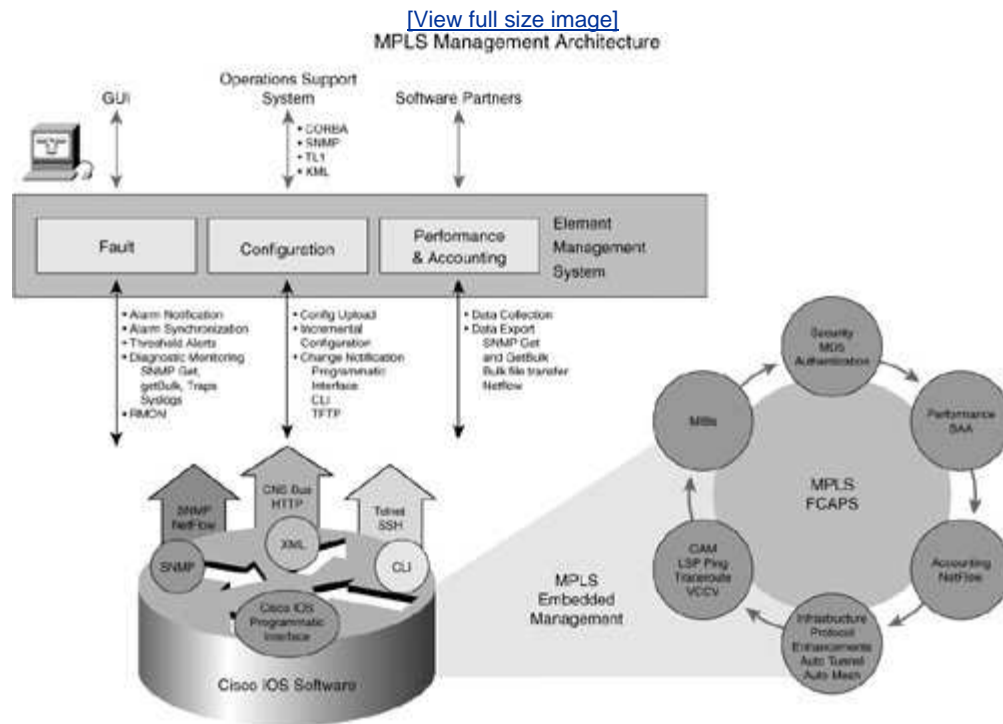 [View full size image]
MPLS Management Architecture
GUI
Operations Support
System
Software Partners
• CORBA
• SNMP
• TL1
• XML
Fault
Configuration
Performance
& Accounting
Element
Management
System
• Alarm Notification
• Alarm Synchronization
• Threshold Alerts
• Diagnostic Monitoring
SNMP Get,
getBulk, Traps
Syslogs
• RMON
• Config Upload
• Incremental
Configuration
• Change Notification
Programmatic
Interface
CLI
TFTP
• Data Collection
• Data Export
SNMP Get
and GetBulk
Bulk file transfer
Netflow
SNMP
NetFlow
CNS Bus
HTTP
Telnet
SSH
SNMP
XML
CLI
Cisco IOS
Programmatic
Interface
Cisco IOS Software
MPLS
Embedded
Management
MPLS
FCAPS
Security
MD5
Authentication
Performance
SAA
Accounting
NetFlow
Infrastructure
Protocol
Enhancements
Auto Tunnel
Auto Mesh
OAM
LSP Ping
Traceroute
VCCV
MIBs